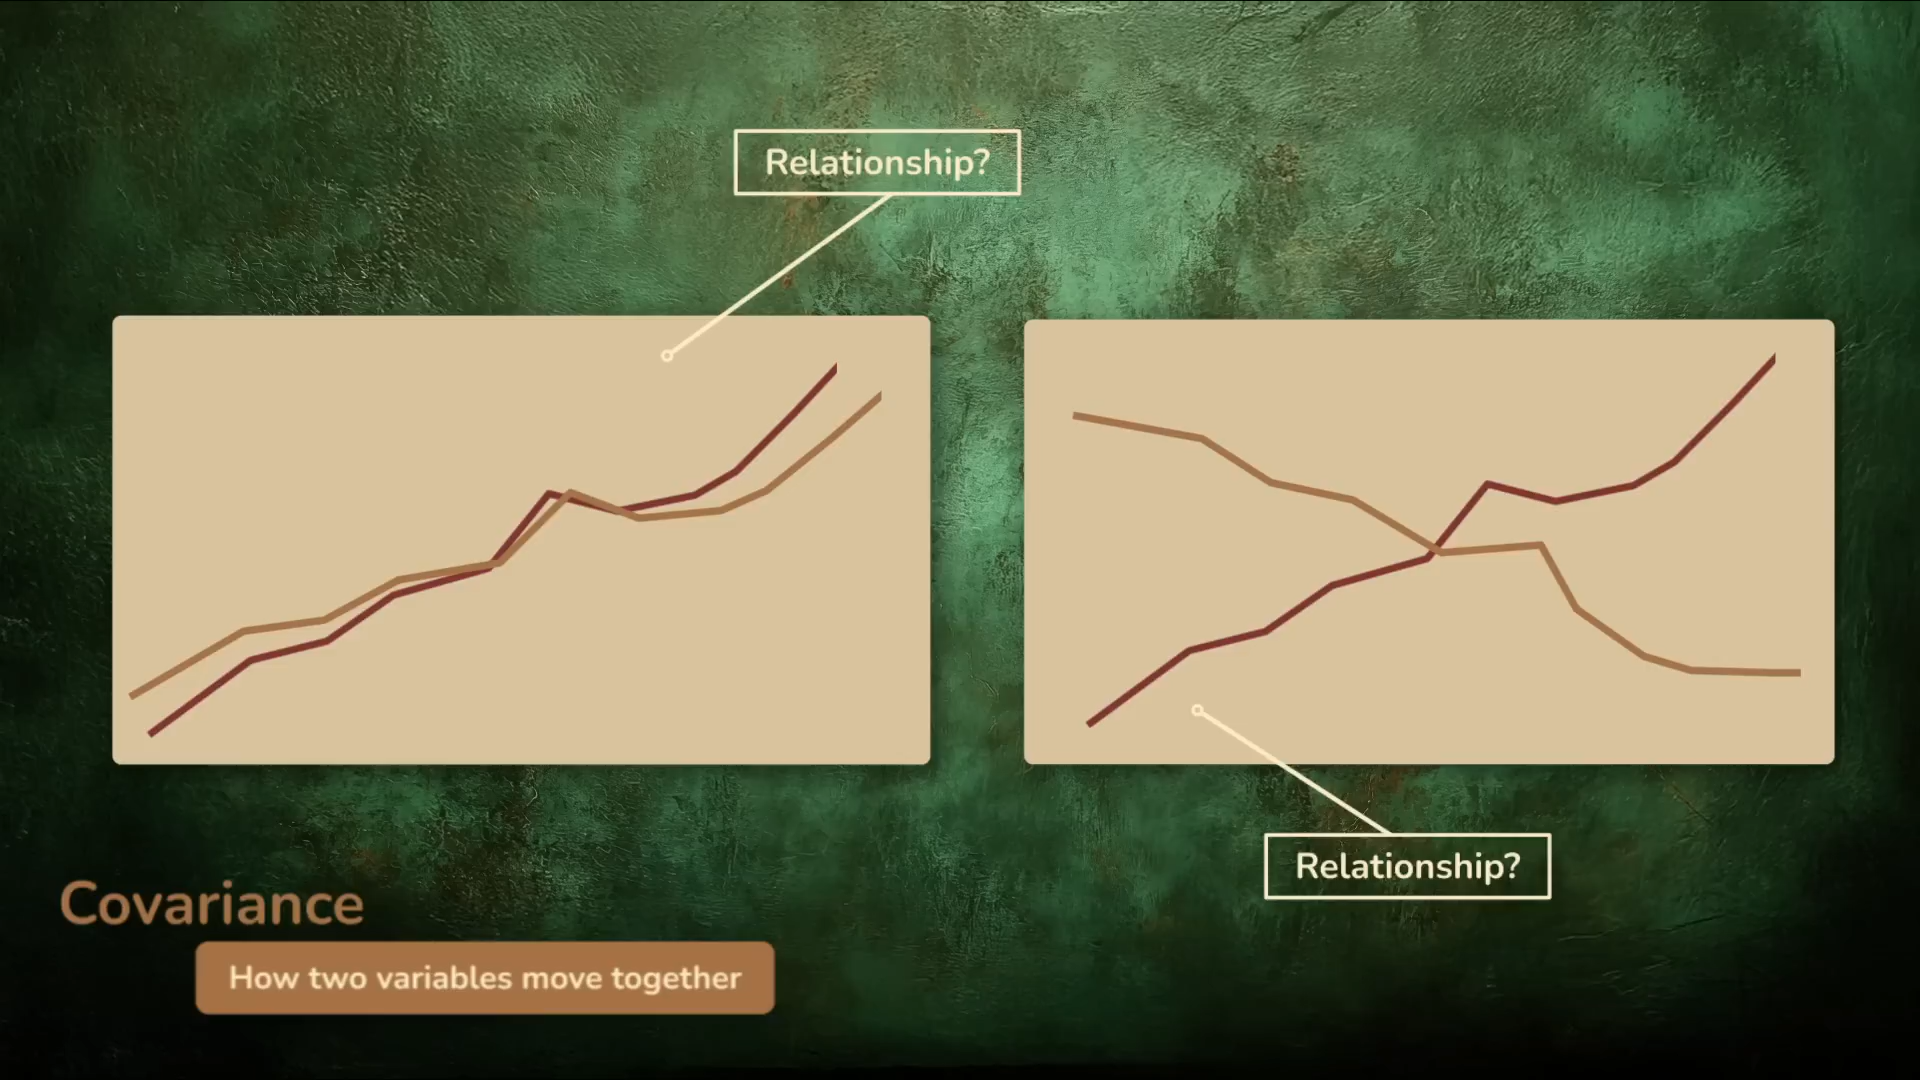 Relationship?
Relationship?
Covariance
How two variables move together